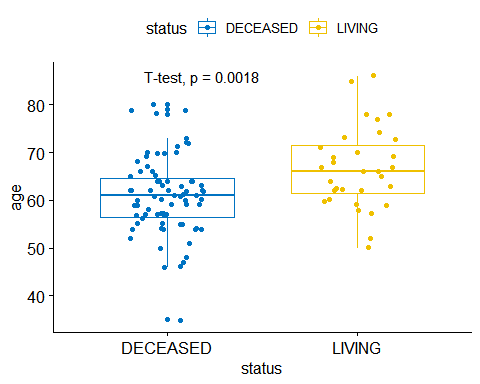 status DECEASED LIVING
T-test, p = 0.0018
80
70
60
50
40
age
DECEASED LIVING
status